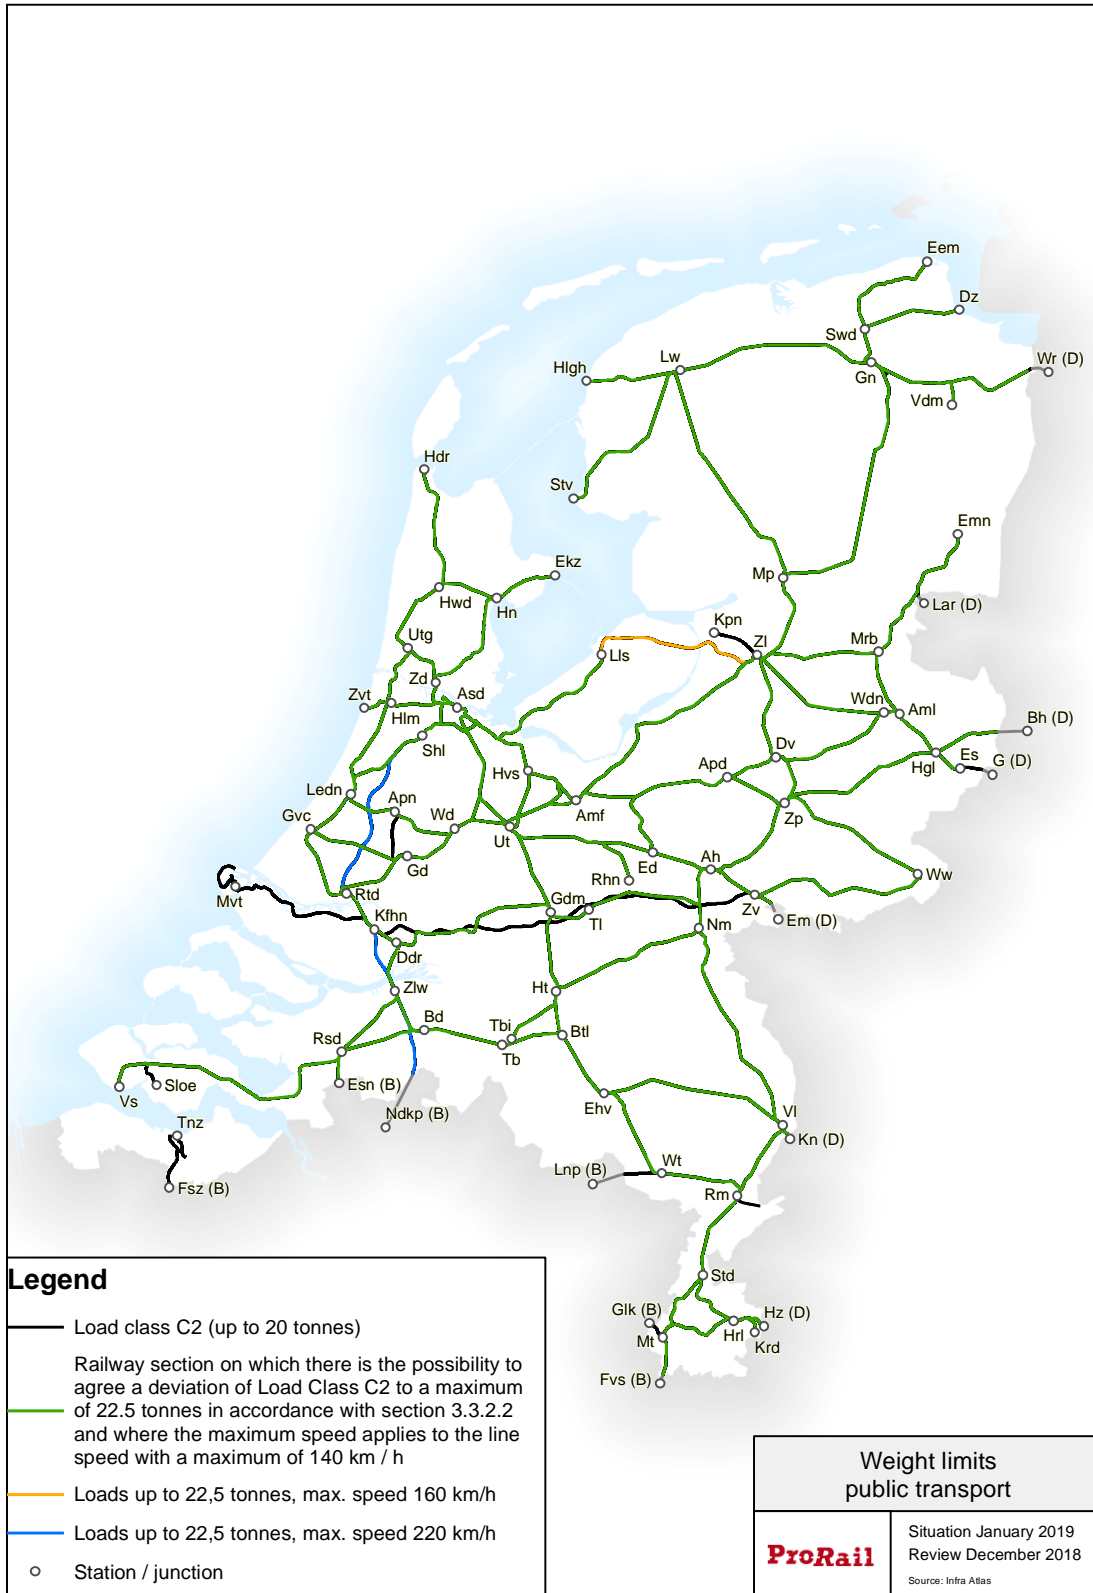 Eem
Dz
Swd
Lw
Hlgh
Wr (D)
Gn
Vdm
Hdr
Stv
Emn
Ekz
Mp
Hwd
Hn
Lar (D)
Kpn
Utg
Zl
Mrb
Lls
Zd
Asd
Zvt
Wdn
Aml
Hlm
Bh (D)
Shl
Dv
Es
G (D)
Hgl
Hvs
Apd
Ledn
Apn
Amf
Zp
Gvc
Wd
Ut
Gd
Ed
Ah
Rhn
Ww
Mvt
Rtd
Zv
Gdm
Tl
Em (D)
Kfhn
Nm
Ddr
Zlw
Ht
Bd
Tbi
Btl
Rsd
Tb
Esn (B)
Sloe
Vs
Ehv
Vl
Ndkp (B)
Tnz
Kn (D)
Lnp (B)
Wt
Fsz (B)
Rm
Std
Glk (B)
Hz (D)
Mt
Hrl
Krd
Fvs (B)
Legend
Load class C2 (up to 20 tonnes)
Railway section on which there is the possibility to
agree a deviation of Load Class C2 to a maximum
of 22.5 tonnes in accordance with section 3.3.2.2
and where the maximum speed applies to the line
speed with a maximum of 140 km / h
Loads up to 22,5 tonnes, max. speed 160 km/h
Loads up to 22,5 tonnes, max. speed 220 km/h
Station / junction
Weight limits
public transport
ProRail
Situation January 2019
Review December 2018
Source: Infra Atlas